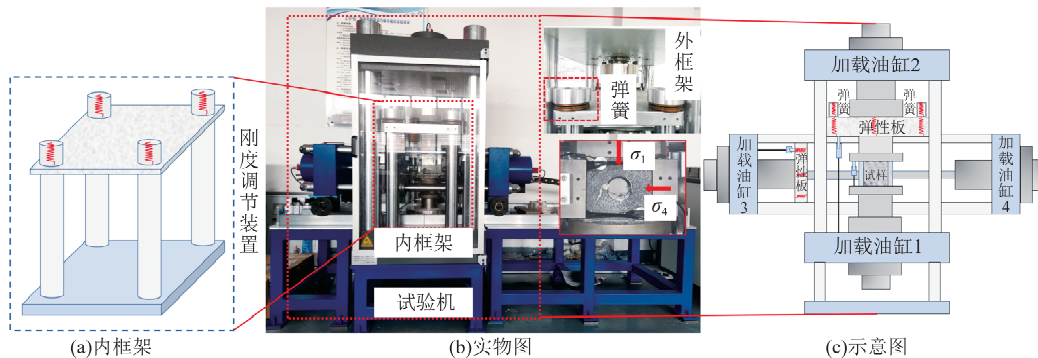 刚度调节装置
(a)内框架
外框架
弹簧
σ1
σ4
内框架
试验机
(b)实物图
加载油缸2
弹簧
弹簧
弹性板
加载油缸3
弹性板
试样
加载油缸4
加载油缸1
(c)示意图